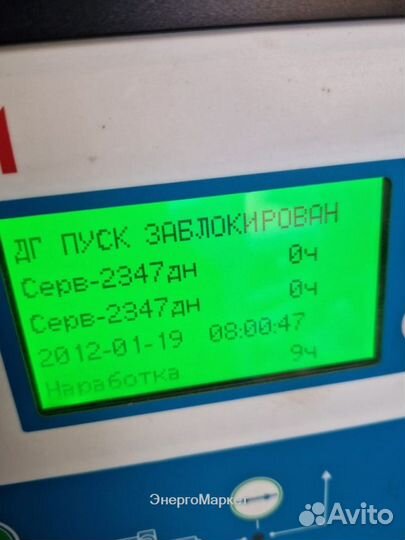 ДГ ПУСК ЗАБЛОКИРОВАН
Серв-2347дн 0ч
Серв-2347дн 0ч
2012-01-19 08:00:47
Наработка 9ч
ЭнергоМаркет
Avito